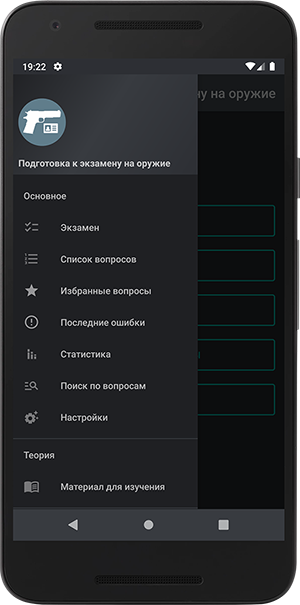 19:22
ну на оружие
Подготовка к экзамену на оружие
Основное
Экзамен
Список вопросов
Избранные вопросы
Последние ошибки
Статистика
Поиск по вопросам
Настройки
Теория
Материал для изучения